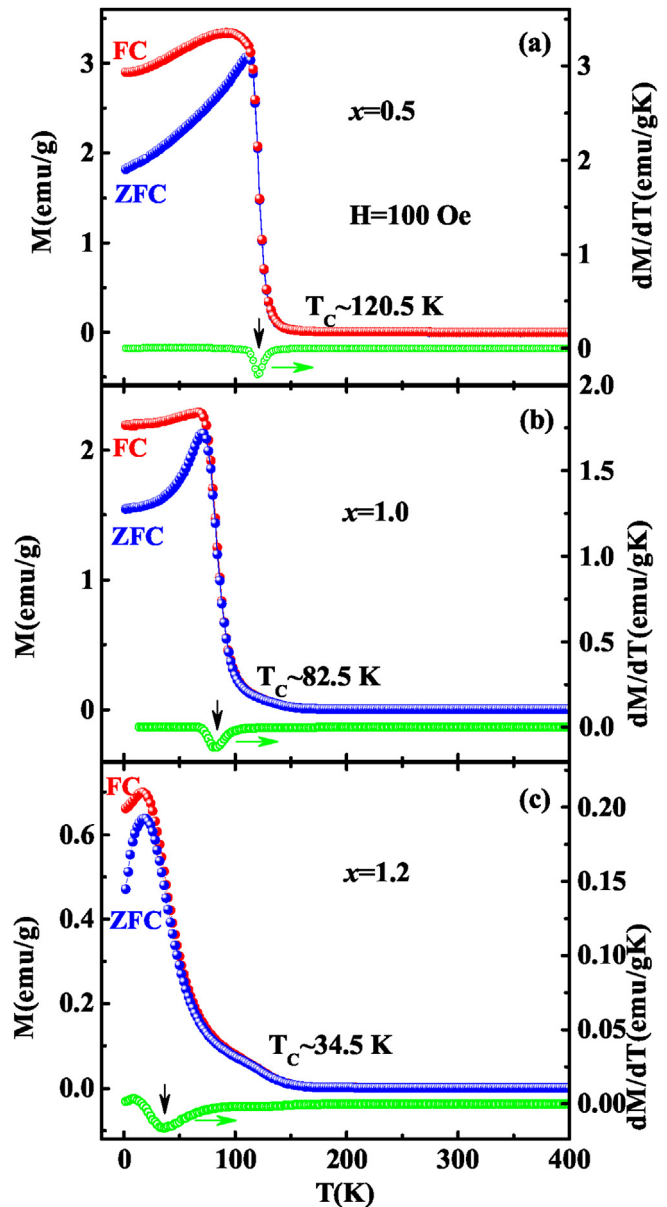 (a)
FC
3
3
x=0.5
2
2
ZFC
M(emu/g)
dM/dT(emu/gK)
H=100 Oe
1
1
T_C~120.5 K
0
0
2.0
(b)
FC
2
1.5
ZFC
x=1.0
M(emu/g)
dM/dT(emu/gK)
1
1.0
0.5
T_C~82.5 K
0
0.0
(c)
FC
0.6
0.20
x=1.2
ZFC
0.4
0.15
M(emu/g)
dM/dT(emu/gK)
0.10
0.2
0.05
T_C~34.5 K
0.0
0.00
0 100 200 300 400
T(K)